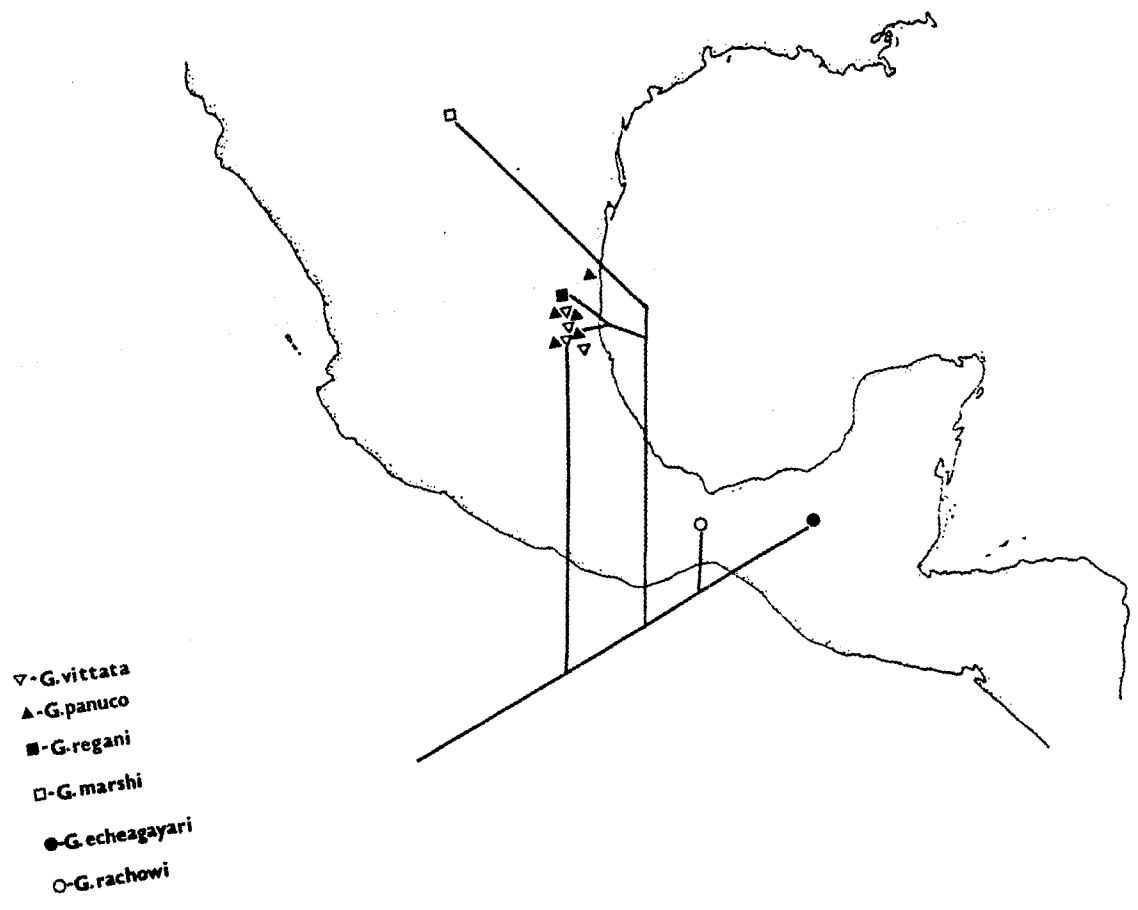 ▽-G.vittata
▲-G.panuco
■-G.regani
□-G.marshi
●-G.echeagayari
○-G.rachowi